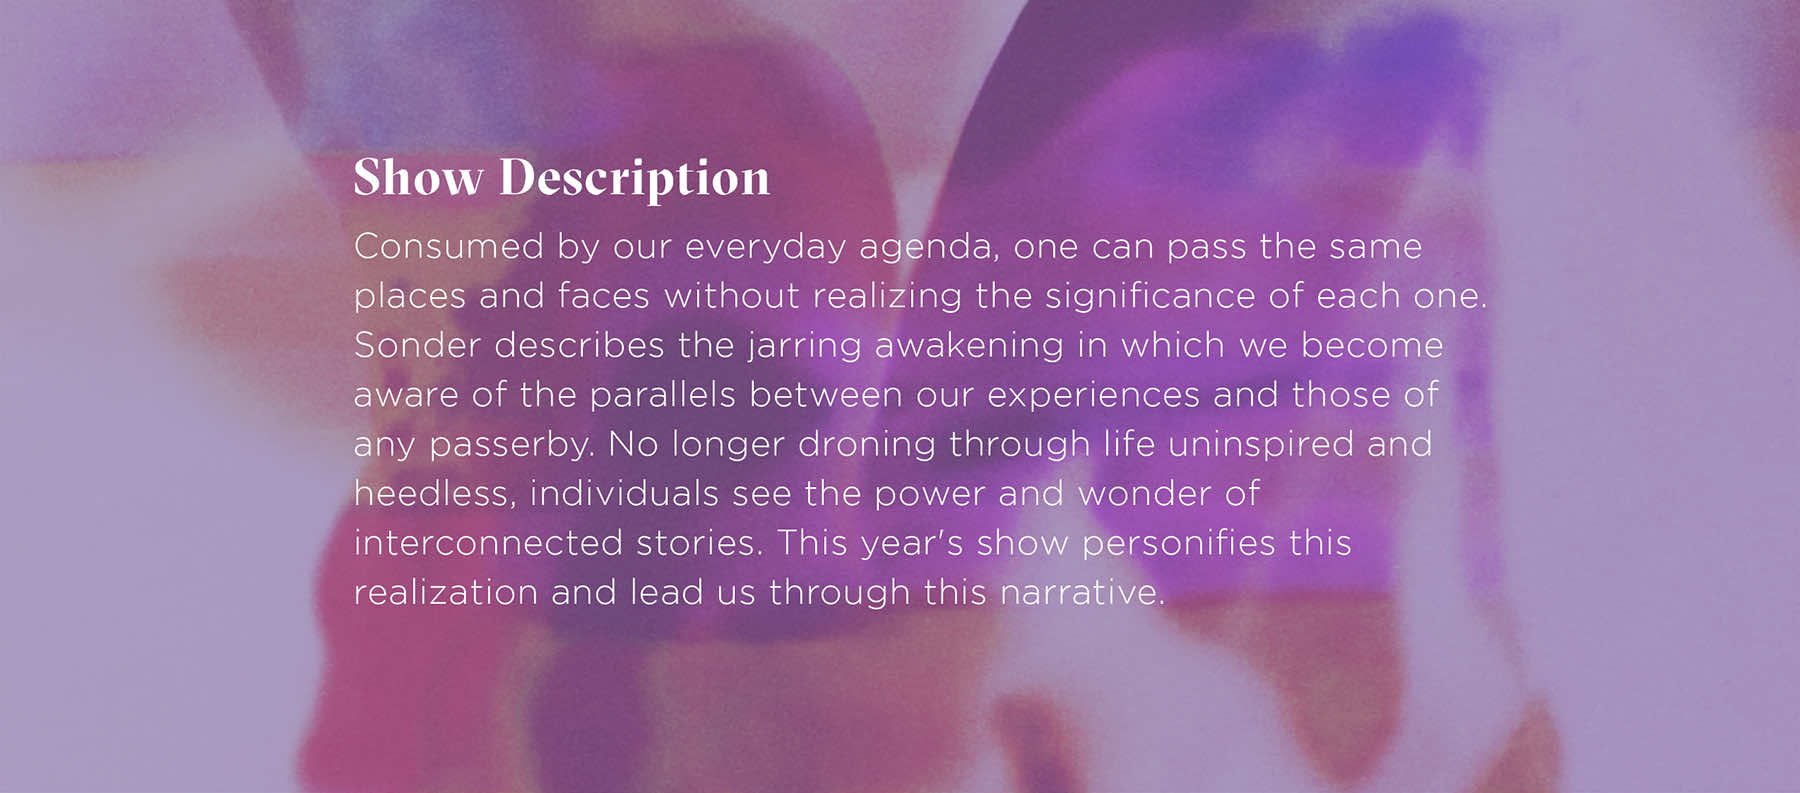 Show Description
Consumed by our everyday agenda, one can pass the same
places and faces without realizing the significance of each one.
Sonder describes the jarring awakening in which we become
aware of the parallels between our experiences and those of
any passerby. No longer droning through life uninspired and
heedless, individuals see the power and wonder of
interconnected stories. This year's show personifies this
realization and lead us through this narrative.